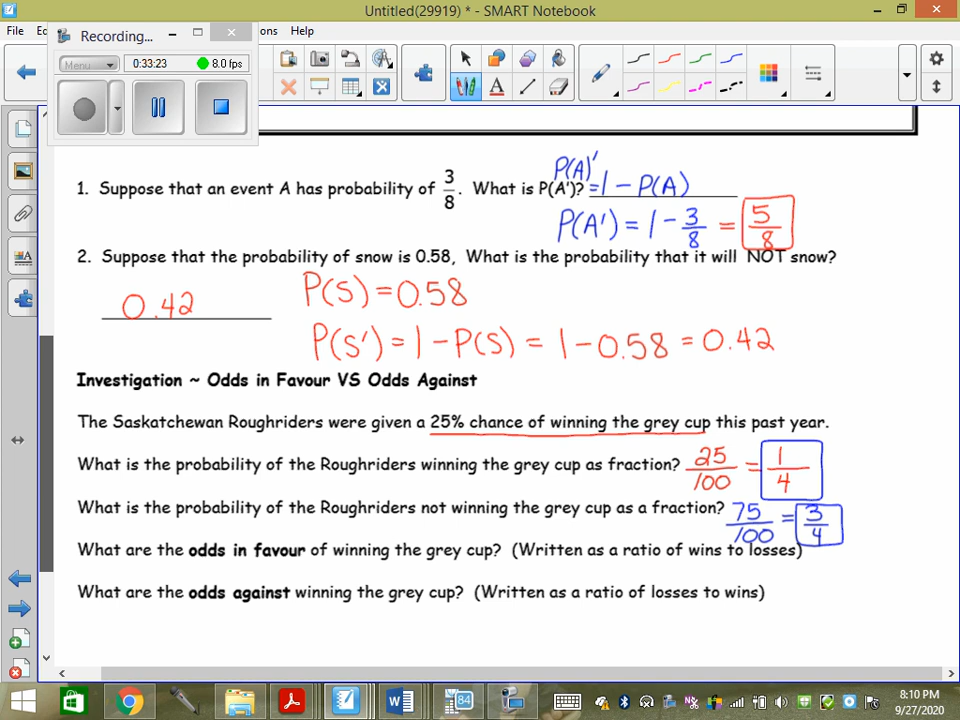 Untitled(29919) * - SMART Notebook
File
Help
Recording...
Menu
0:33:23
8.0 fps
1. Suppose that an event A has probability of 3/8. What is P(A')?
P(A)' = 1 - P(A)
P(A') = 1 - 3/8 = 5/8
2. Suppose that the probability of snow is 0.58, What is the probability that it will NOT snow?
0.42
P(S) = 0.58
P(S') = 1 - P(S) = 1 - 0.58 = 0.42
Investigation ~ Odds in Favour VS Odds Against
The Saskatchewan Roughriders were given a 25% chance of winning the grey cup this past year.
What is the probability of the Roughriders winning the grey cup as fraction? 25/100 = 1/4
What is the probability of the Roughriders not winning the grey cup as a fraction? 75/100 = 3/4
What are the odds in favour of winning the grey cup? (Written as a ratio of wins to losses)
What are the odds against winning the grey cup? (Written as a ratio of losses to wins)
84
8:10 PM
9/27/2020